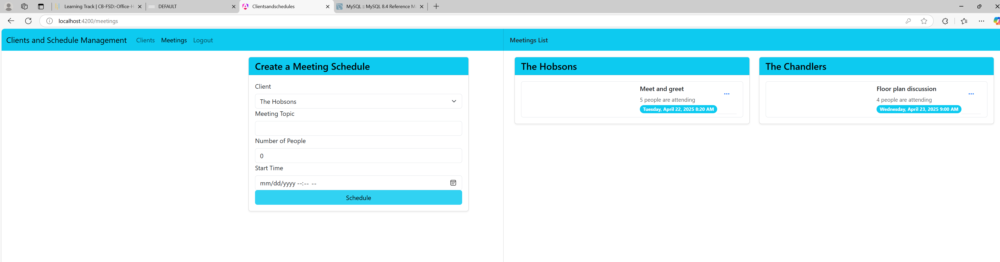 Learning Track | CB-FSD:-Office-H
DEFAULT
Clientsandschedules
MySQL :: MySQL 8.4 Reference M
localhost:4200/meetings
Clients and Schedule Management Clients Meetings Logout
Meetings List
Create a Meeting Schedule
Client
The Hobsons
Meeting Topic
Number of People
0
Start Time
mm/dd/yyyy --:-- --
Schedule
The Hobsons
Meet and greet
...
5 people are attending
Tuesday, April 22, 2025 8:20 AM
The Chandlers
Floor plan discussion
...
4 people are attending
Wednesday, April 23, 2025 9:00 AM